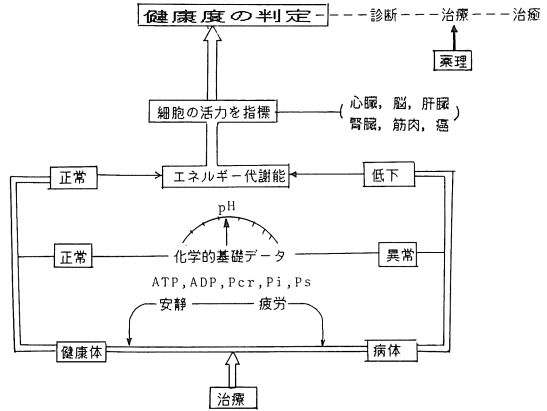 健康度の判定 診断 治療 治癒
薬理
細胞の活力を指標
(心臓,脳,肝臓
腎臓,筋肉,癌)
正常 エネルギー代謝能 低下
pH
正常 化学的基礎データ 異常
ATP,ADP,Pcr,Pi,Ps
安静 疲労
健康体 病体
治療